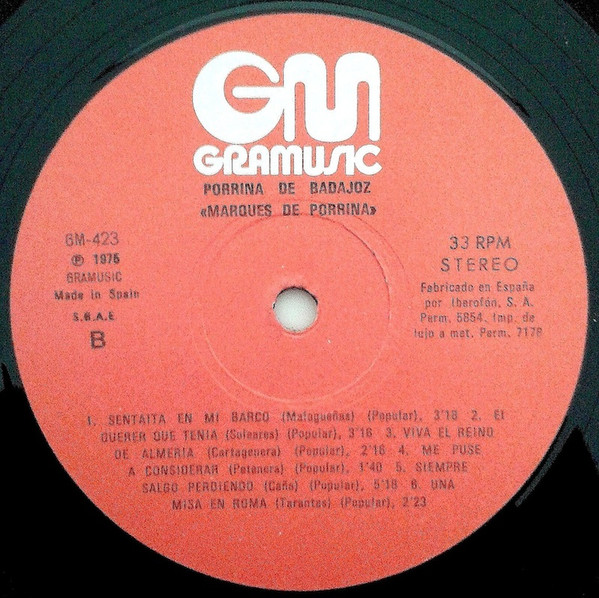 GM
GRAMUSIC
PORRINA DE BADAJOZ
«MARQUES DE PORRINA»
GM-423
℗ 1975
GRAMUSIC
Made in Spain
S.G.A.E.
B
33 RPM
STEREO
Fabricado en España
por Iberofón, S. A.
Perm. 5854. Imp. de
lujo a mat. Perm. 7178
1. SENTAITA EN MI BARCO (Malagueñas) (Popular), 3'18 2. El
QUERER QUE TENIA (Soleares) (Popular), 3'16 3. VIVA EL REINO
DE ALMERIA (Cartagenera) (Popular), 2'16 4. ME PUSE
A CONSIDERAR (Petenera) (Popular), 1'40 5. SIEMPRE
SALGO PERDIENDO (Caña) (Popular), 5'18 6. UNA
MISA EN ROMA (Tarantos) (Popular), 2'23